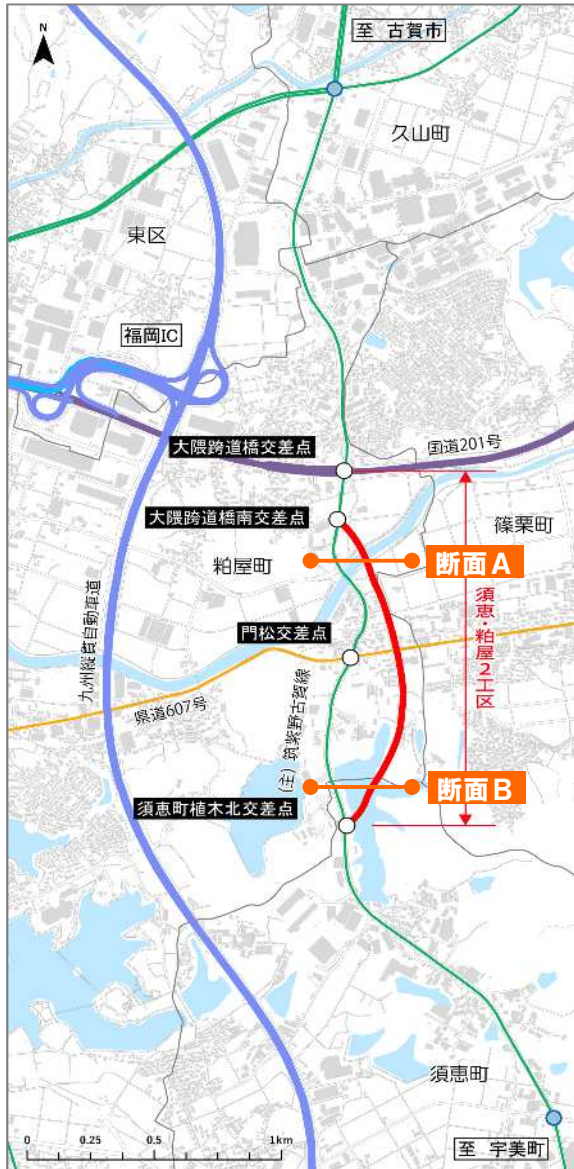 N
至 古賀市
久山町
東区
福岡IC
大隈跨道橋交差点
国道201号
大隈跨道橋南交差点
篠栗町
粕屋町
断面A
須恵・粕屋2工区
九州縦貫自動車道
門松交差点
県道607号
(主) 筑紫野古賀線
断面B
須恵町植木北交差点
須恵町
0 0.25 0.5 1km
至 宇美町